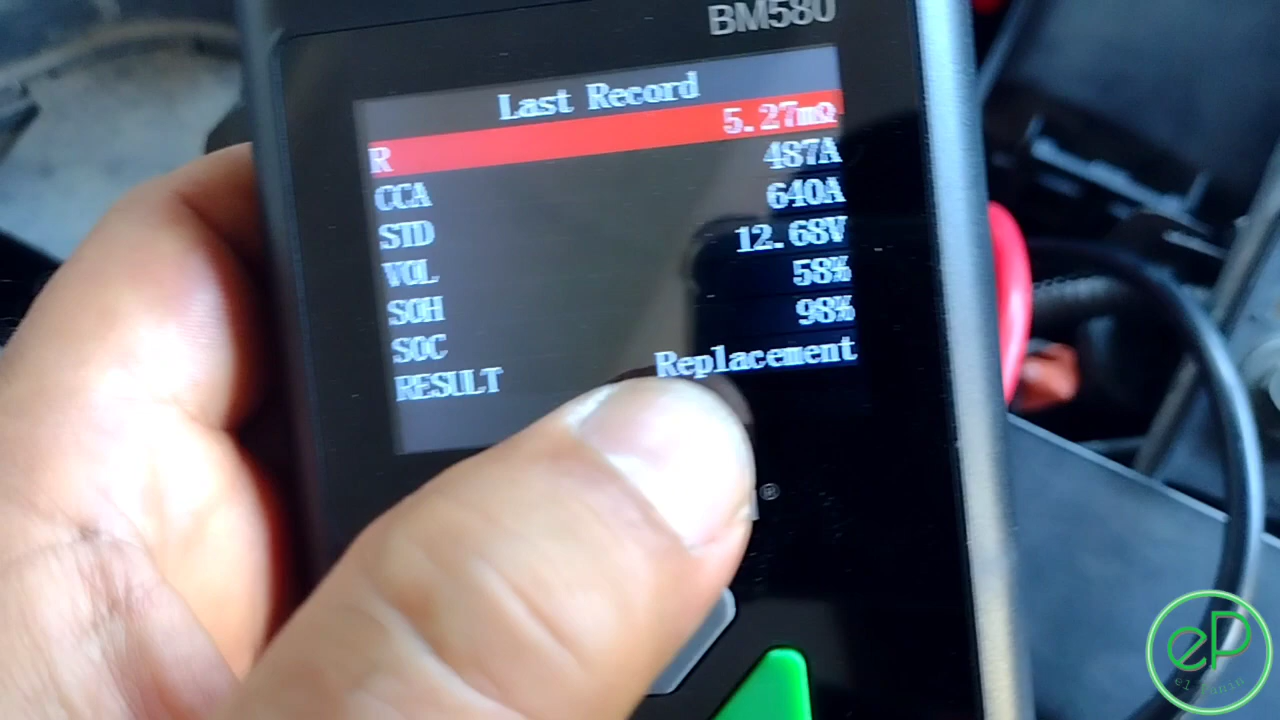 BM580
Last Record
R 5.27mΩ
CCA 487A
STD 640A
VOL 12.68V
SOH 58%
SOC 98%
RESULT Replacement
®
eP